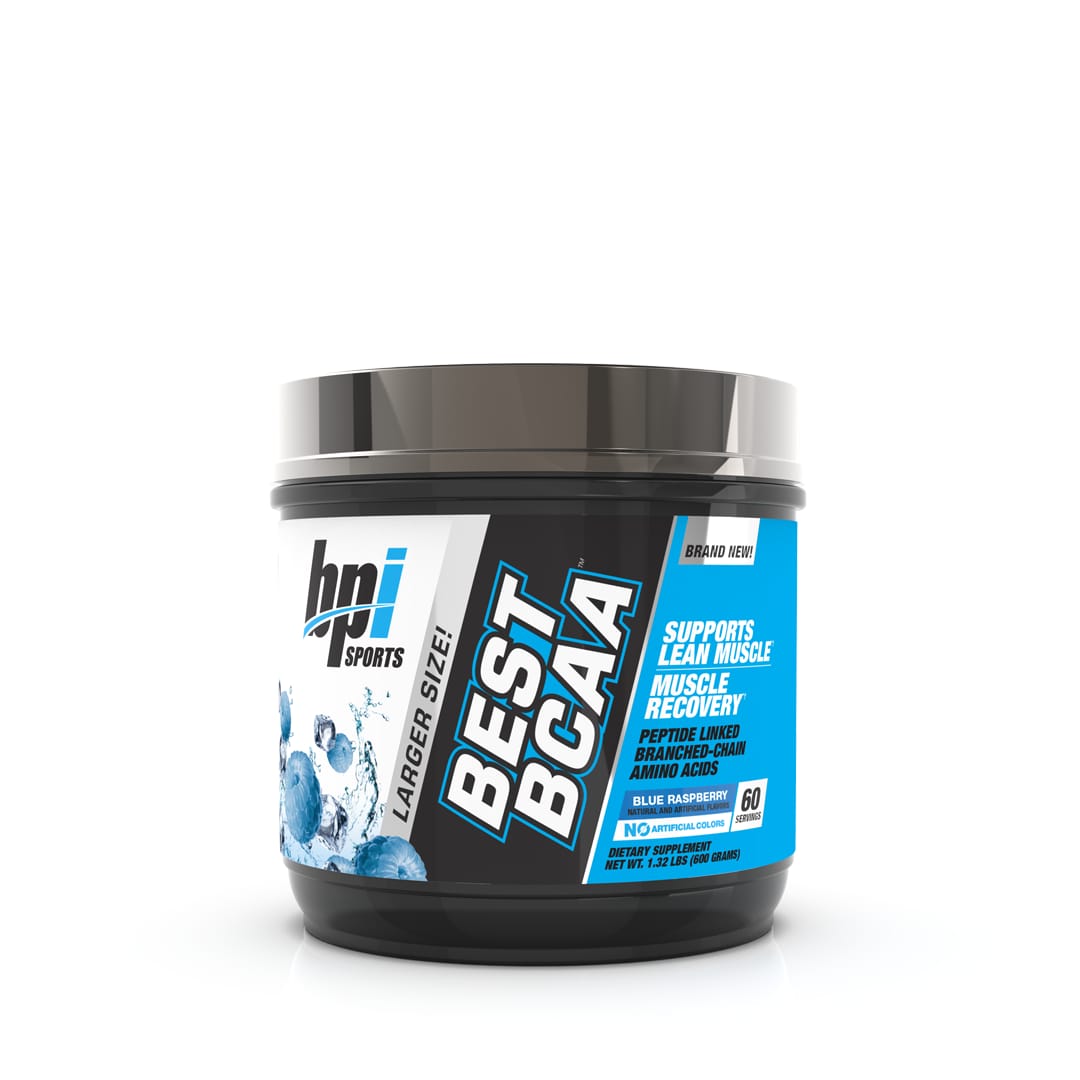 bpi
SPORTS
LARGER SIZE!
BEST
BCAA™
BRAND NEW!
SUPPORTS
LEAN MUSCLE†
MUSCLE
RECOVERY†
PEPTIDE LINKED
BRANCHED-CHAIN
AMINO ACIDS
BLUE RASPBERRY
NATURAL AND ARTIFICIAL FLAVORS
NO ARTIFICIAL COLORS
60
SERVINGS
DIETARY SUPPLEMENT
NET WT. 1.32 LBS (600 GRAMS)